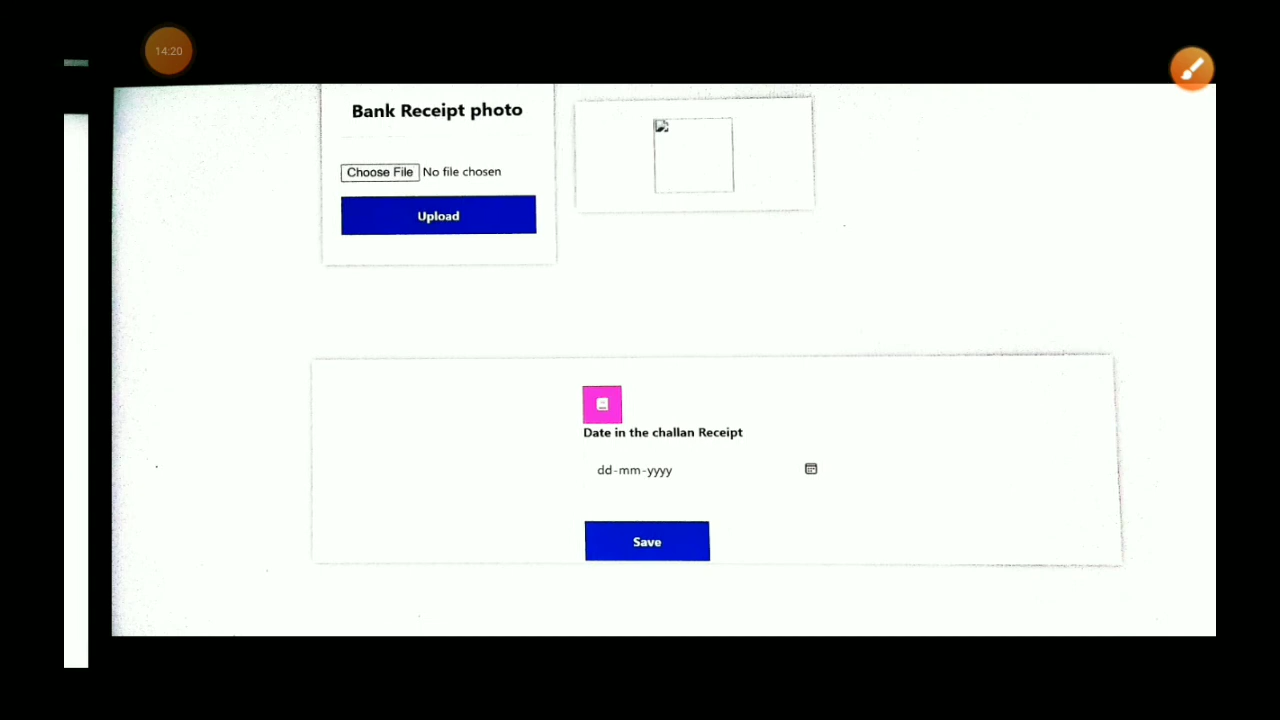 14:20
Bank Receipt photo
Choose File No file chosen
Upload
Date in the challan Receipt
dd-mm-yyyy
Save